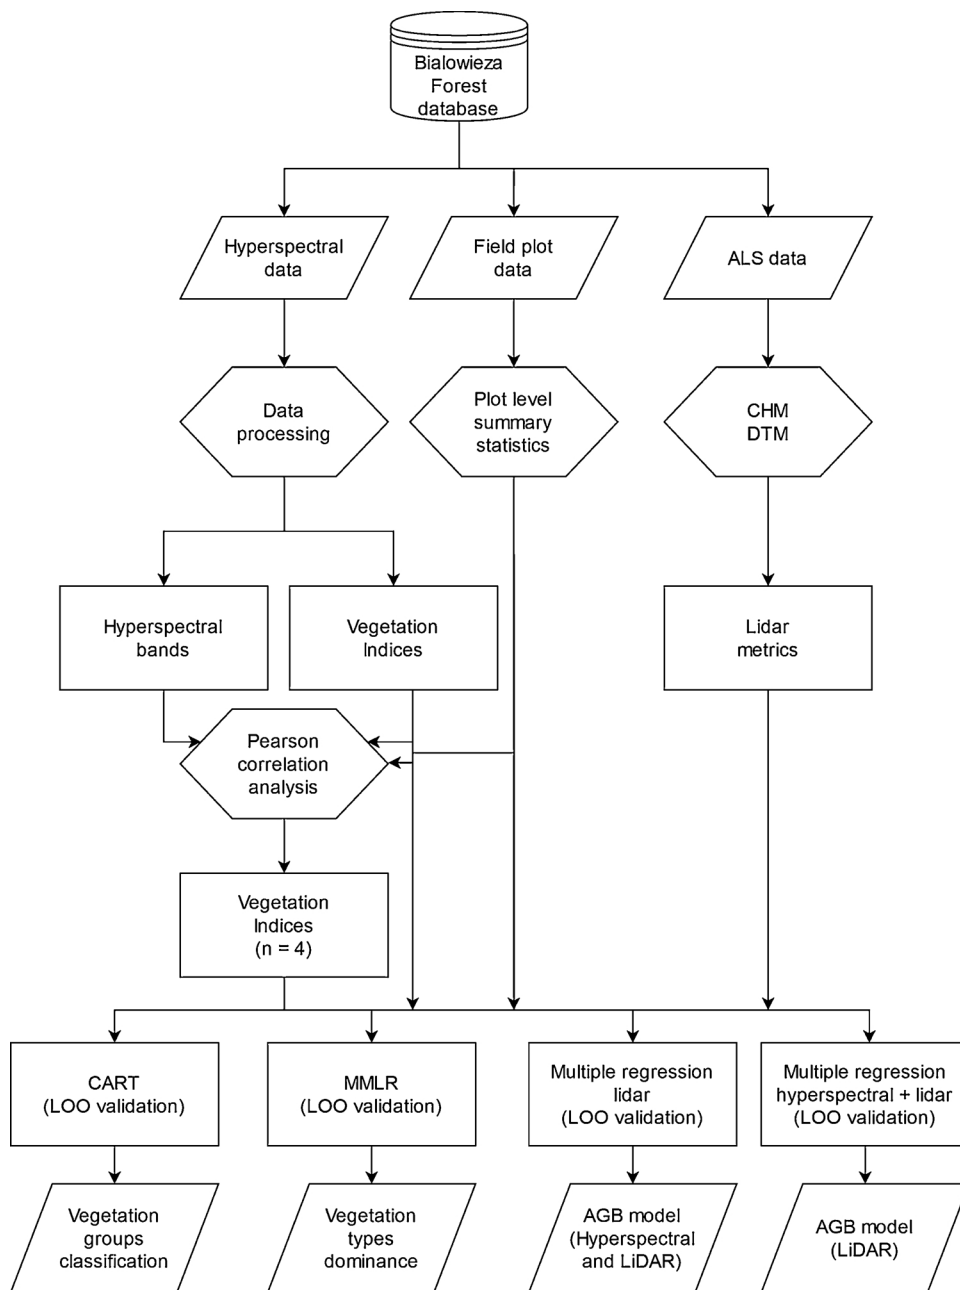 Bialowieza
Forest
database
Hyperspectral
data
Field plot
data
ALS data
Data
processing
Plot level
summary
statistics
CHM
DTM
Hyperspectral
bands
Vegetation
Indices
Lidar
metrics
Pearson
correlation
analysis
Vegetation
Indices
(n = 4)
CART
(LOO validation)
MMLR
(LOO validation)
Multiple regression
lidar
(LOO validation)
Multiple regression
hyperspectral + lidar
(LOO validation)
Vegetation
groups
classification
Vegetation
types
dominance
AGB model
(Hyperspectral
and LiDAR)
AGB model
(LiDAR)